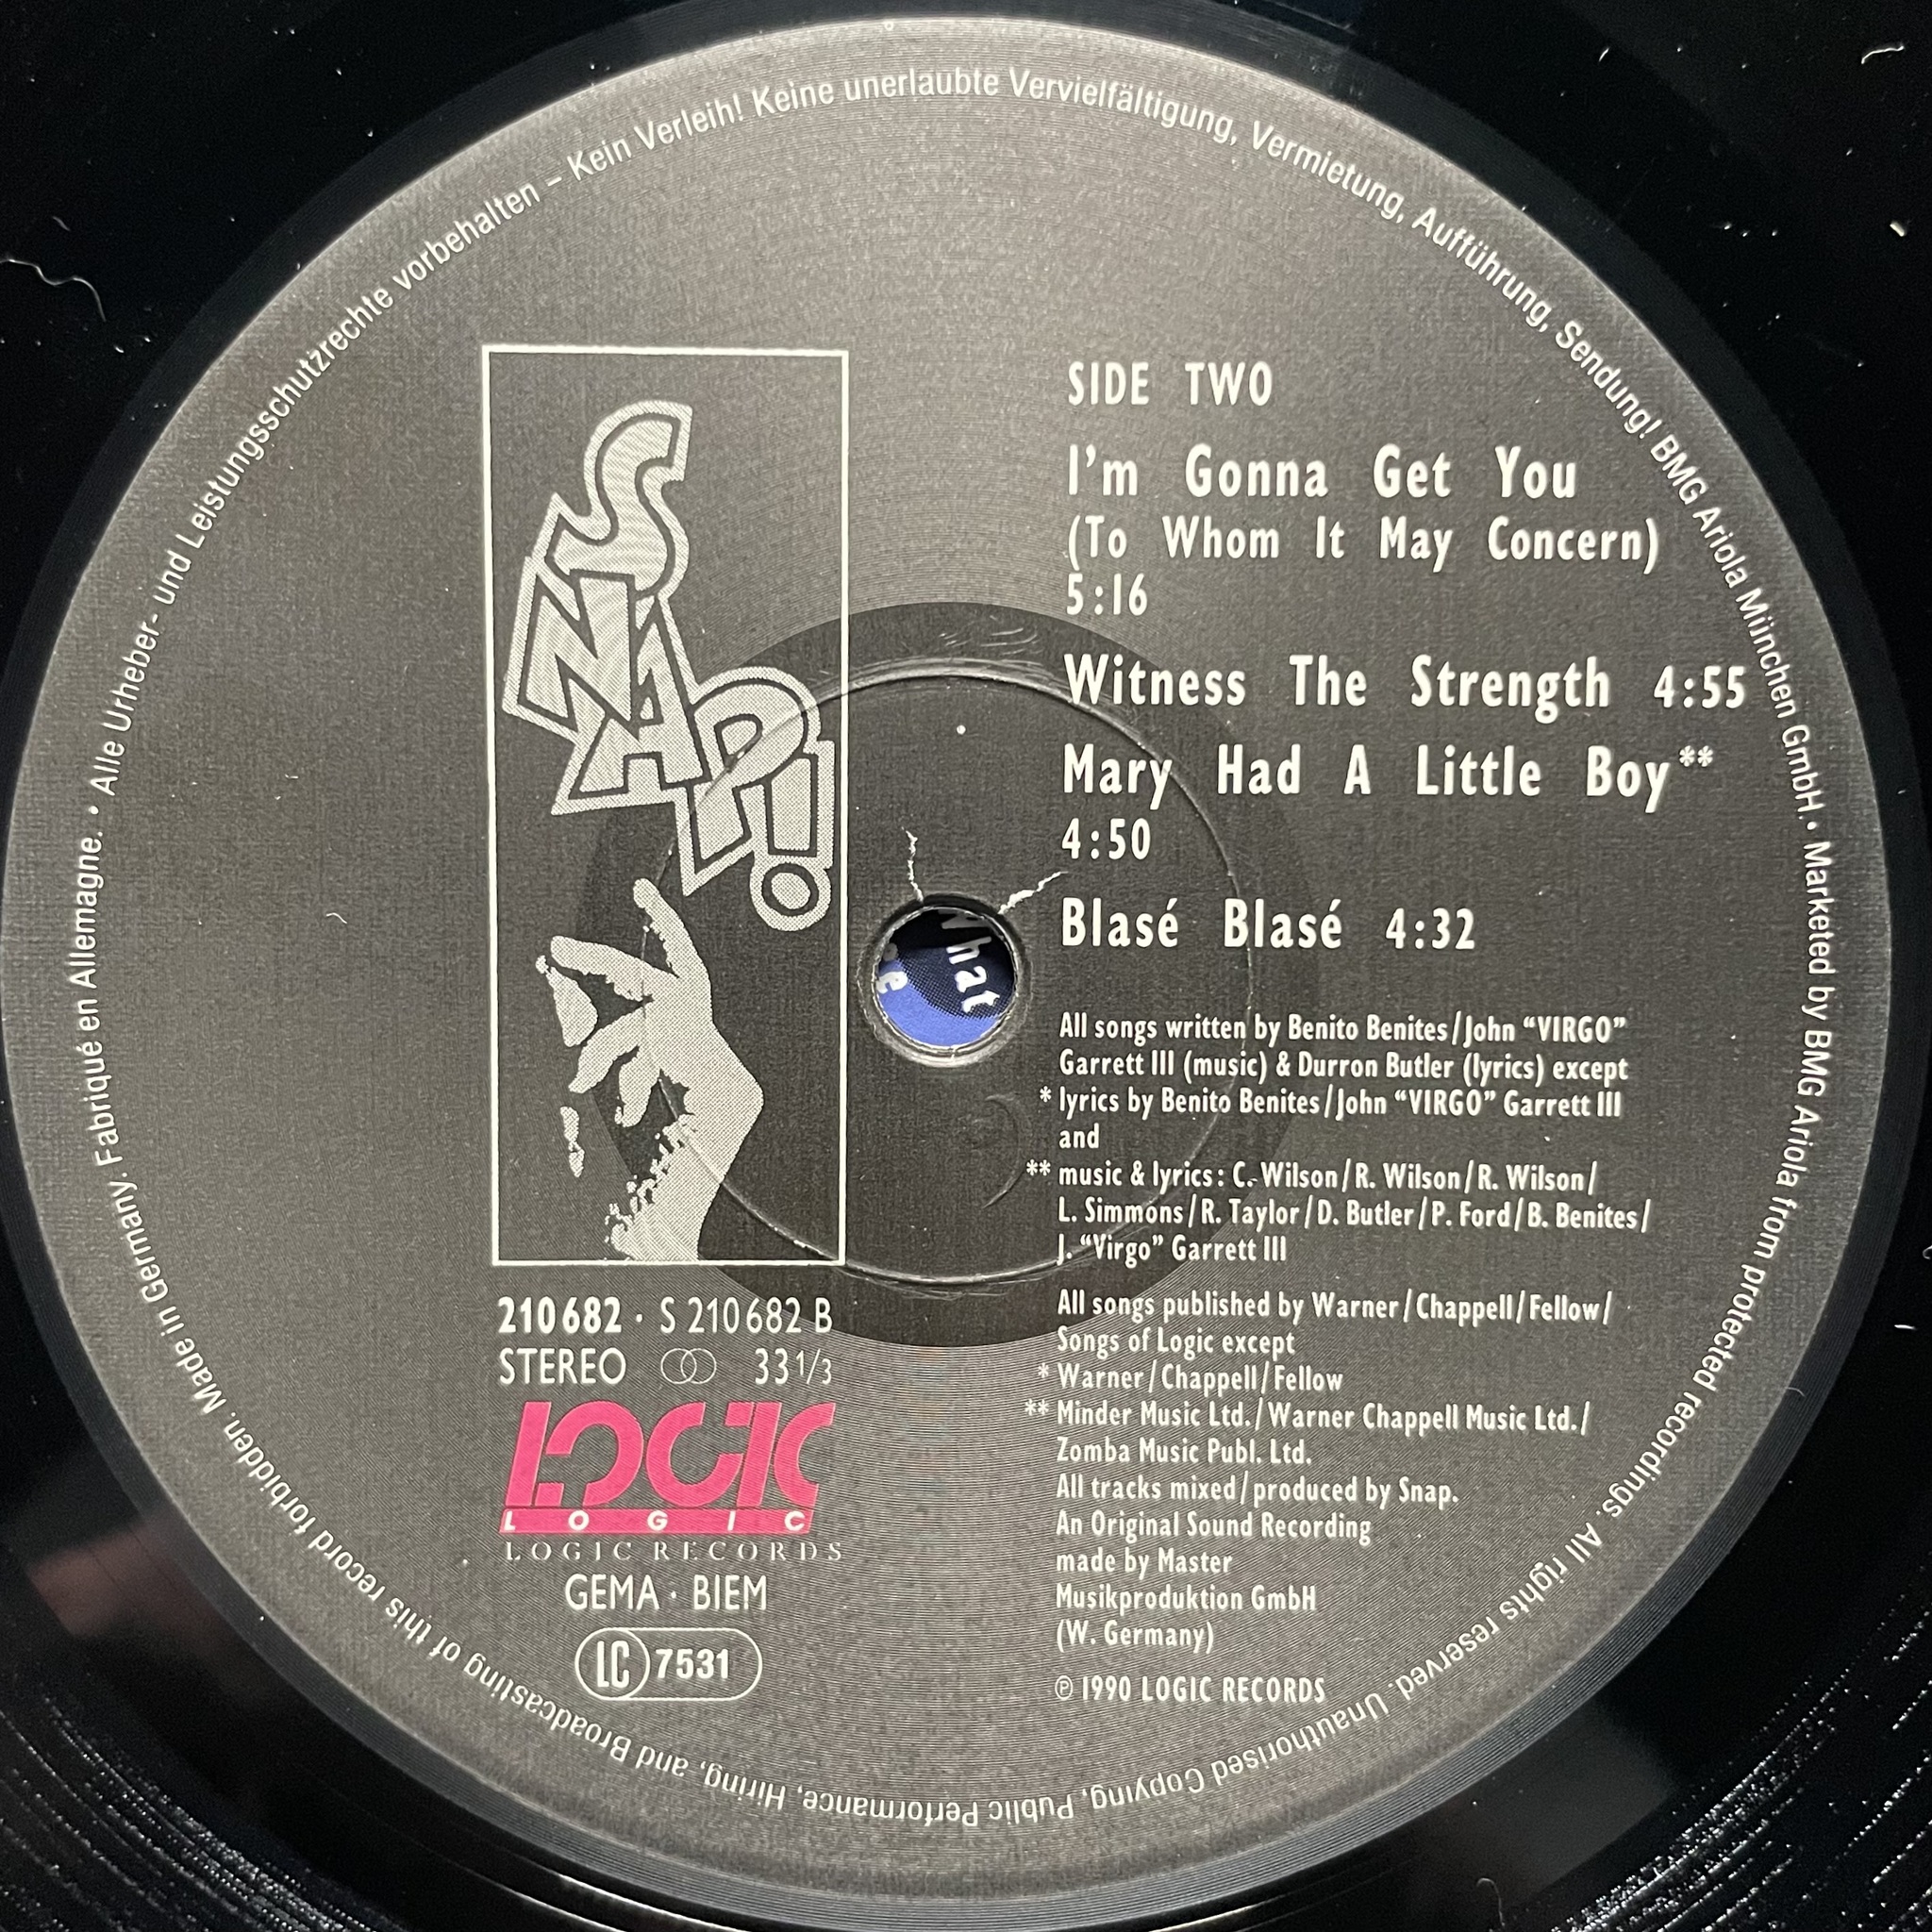 Alle Urheber- und Leistungsschutzrechte vorbehalten – Kein Verleih! Keine unerlaubte Vervielfältigung, Vermietung, Aufführung, Sendung! BMG Ariola München GmbH. • Marketed by BMG Ariola from protected recordings. All rights reserved. Unauthorised Copying, Public Performance, Hiring, and Broadcasting of this record forbidden. Made in Germany. Fabriqué en Allemagne. •
SNAP!
SIDE TWO
I'm Gonna Get You
(To Whom It May Concern)
5:16
Witness The Strength 4:55
Mary Had A Little Boy**
4:50
Blasé Blasé 4:32
hat
All songs written by Benito Benites/John “VIRGO”
Garrett III (music) & Durron Butler (lyrics) except
* lyrics by Benito Benites/John “VIRGO” Garrett III
and
** music & lyrics: C. Wilson/R. Wilson/R. Wilson/
L. Simmons/R. Taylor/D. Butler/P. Ford/B. Benites/
J. “Virgo” Garrett III
All songs published by Warner/Chappell/Fellow/
Songs of Logic except
* Warner/Chappell/Fellow
** Minder Music Ltd./Warner Chappell Music Ltd./
Zomba Music Publ. Ltd.
All tracks mixed/produced by Snap.
An Original Sound Recording
made by Master
Musikproduktion GmbH
(W. Germany)
℗ 1990 LOGIC RECORDS
210682 · S 210682 B
STEREO 33 1/3
LOGIC
LOGIC
LOGIC RECORDS
GEMA · BIEM
LC 7531